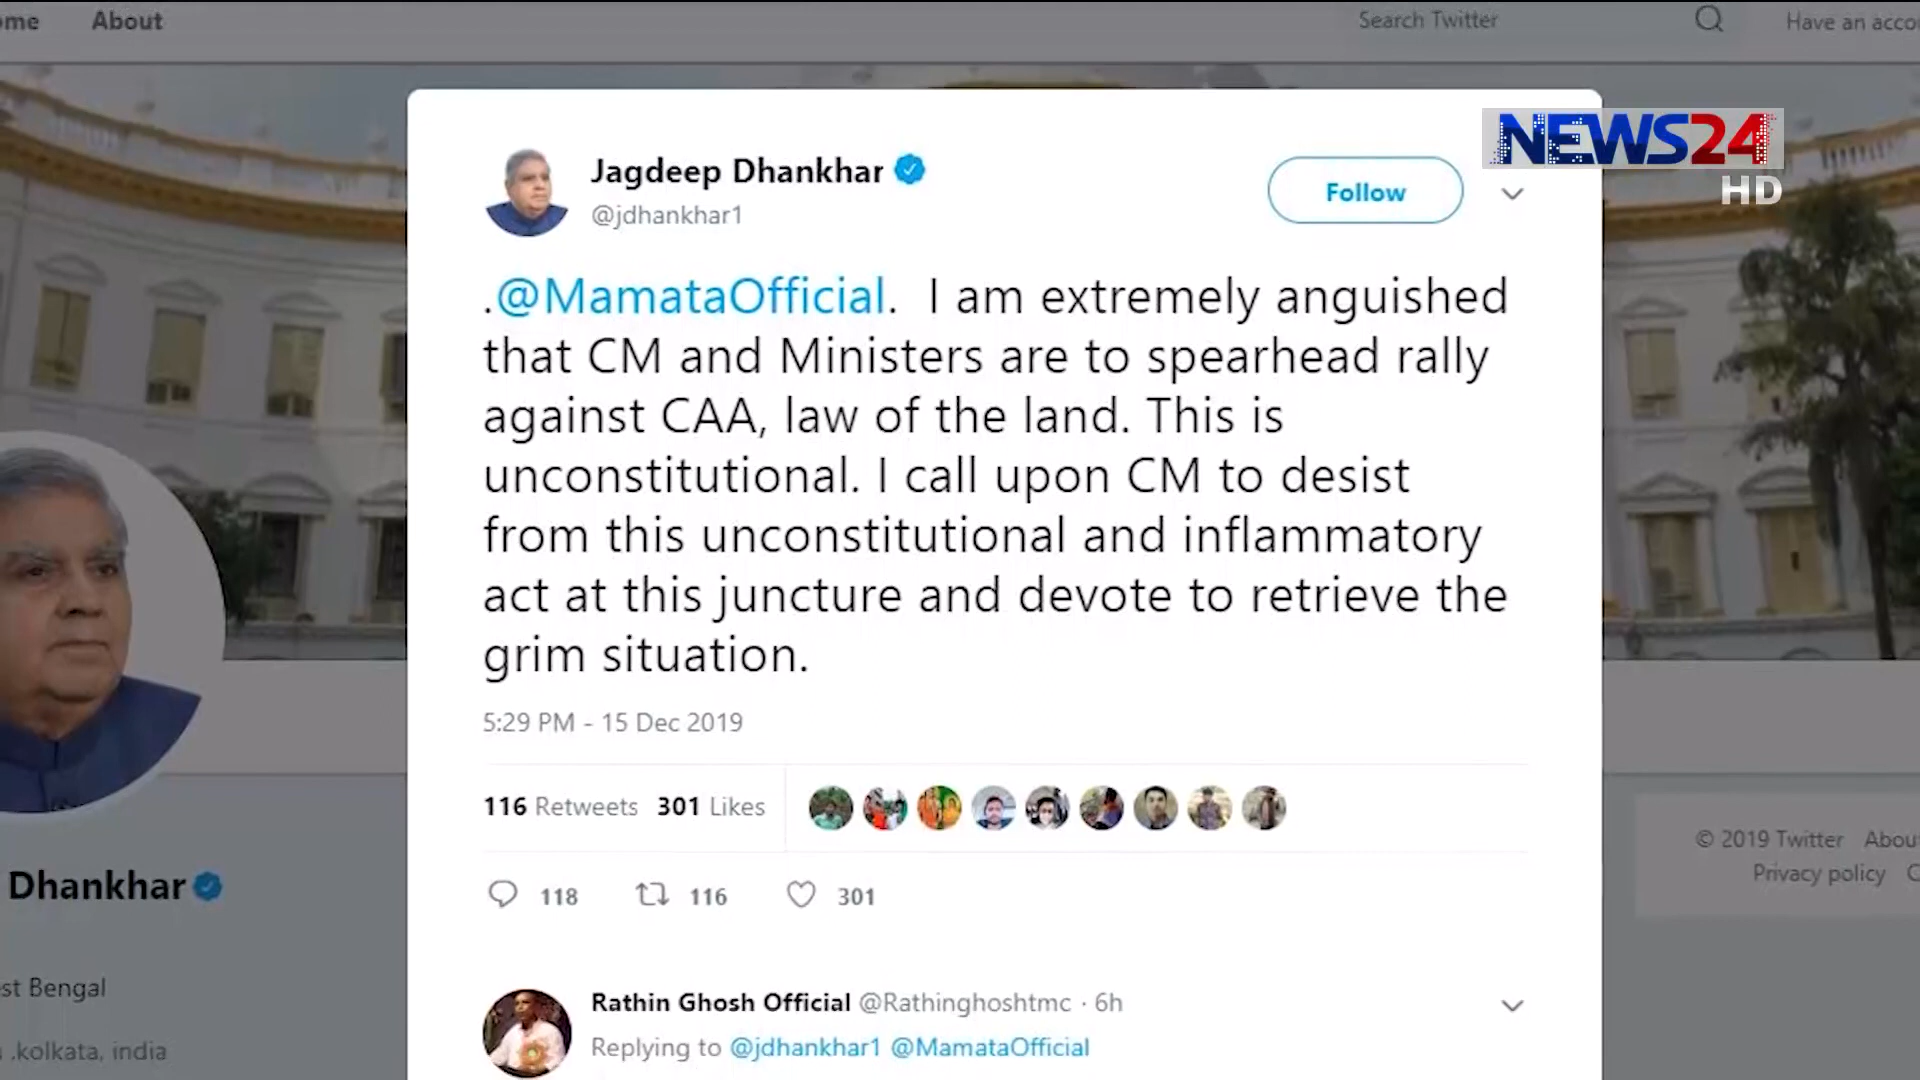 ome About Search Twitter Have an acco
NEWS24
HD
Jagdeep Dhankhar
@jdhankhar1
Follow
.@MamataOfficial.  I am extremely anguished
that CM and Ministers are to spearhead rally
against CAA, law of the land. This is
unconstitutional. I call upon CM to desist
from this unconstitutional and inflammatory
act at this juncture and devote to retrieve the
grim situation.
5:29 PM - 15 Dec 2019
116 Retweets 301 Likes
118 116 301
Rathin Ghosh Official @Rathinghoshtmc · 6h
Replying to @jdhankhar1 @MamataOfficial
Dhankhar
st Bengal
.kolkata, india
© 2019 Twitter Abou
Privacy policy